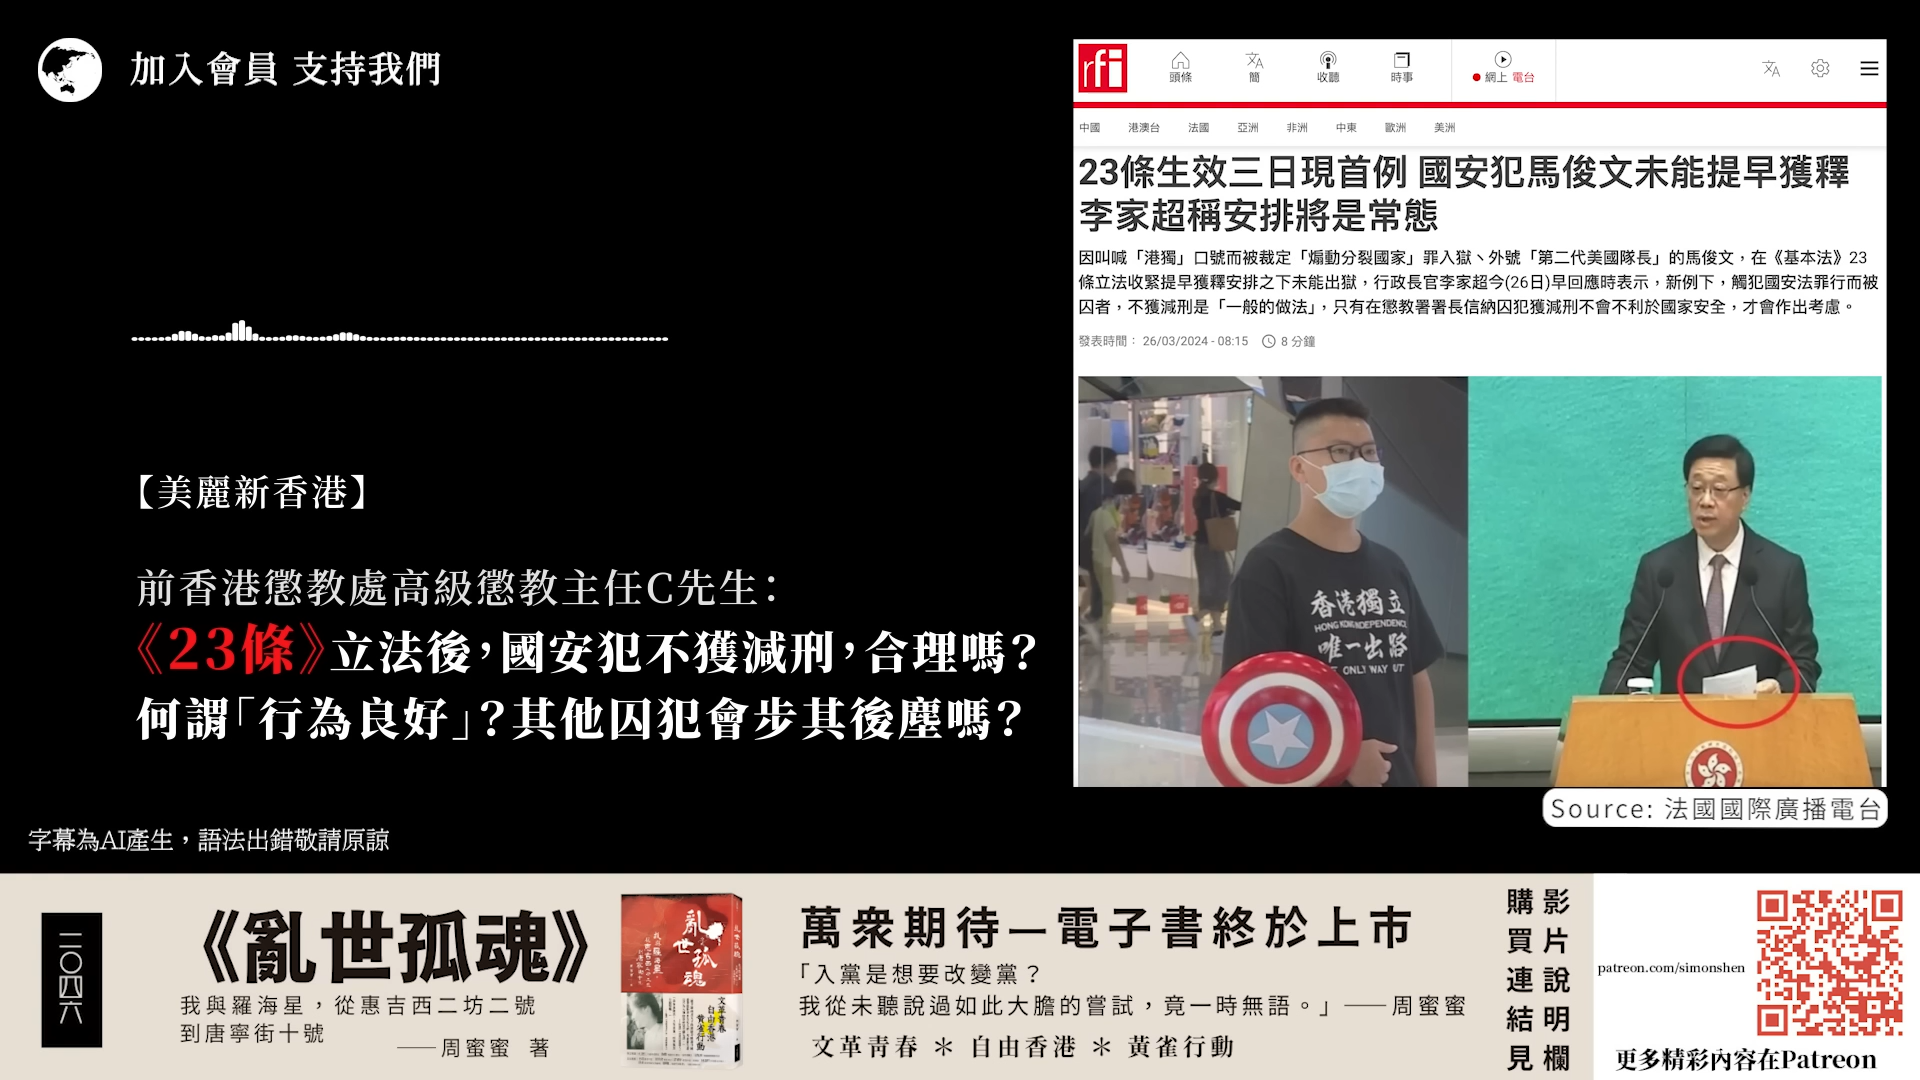 加入會員 支持我們
rfi
頭條
簡
收聽
時事
網上 電台
中國 港澳台 法國 亞洲 非洲 中東 歐洲 美洲
23條生效三日現首例 國安犯馬俊文未能提早獲釋
李家超稱安排將是常態
因叫喊「港獨」口號而被裁定「煽動分裂國家」罪入獄、外號「第二代美國隊長」的馬俊文，在《基本法》23
條立法收緊提早獲釋安排之下未能出獄，行政長官李家超今(26日)早回應時表示，新例下，觸犯國安法罪行而被
囚者，不獲減刑是「一般的做法」，只有在懲教署署長信納囚犯獲減刑不會不利於國家安全，才會作出考慮。
發表時間： 26/03/2024 - 08:15 8 分鐘
香港獨立
HONG KONG INDEPENDENCE
唯一出路
ONLY WAY
Source: 法國國際廣播電台
【美麗新香港】
前香港懲教處高級懲教主任C先生：
《23條》立法後，國安犯不獲減刑，合理嗎？
何謂「行為良好」？其他囚犯會步其後塵嗎？
字幕為AI產生，語法出錯敬請原諒
二〇四六
《亂世孤魂》
我與羅海星，從惠吉西二坊二號
到唐寧街十號
——周蜜蜜 著
亂世孤魂
文革青春
自由香港
黃雀行動
萬眾期待—電子書終於上市
「入黨是想要改變黨？
我從未聽說過如此大膽的嘗試，竟一時無語。」——周蜜蜜
文革青春 ＊ 自由香港 ＊ 黃雀行動
影片說明欄
購買連結見
patreon.com/simonshen
更多精彩內容在Patreon